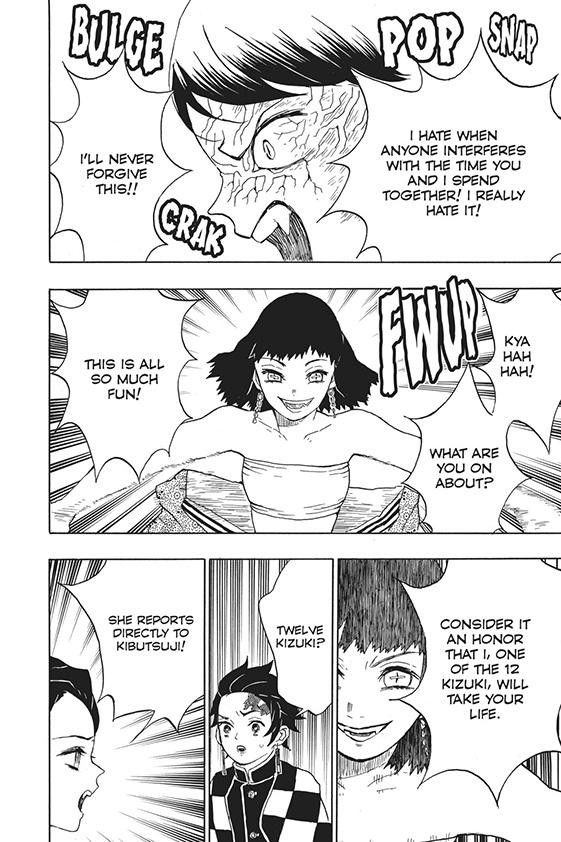 POP
SNAP
BULGE
I HATE WHEN
ANYONE INTERFERES
WITH THE TIME YOU
AND I SPEND
TOGETHER! I REALLY
HATE IT!
I'LL NEVER
FORGIVE
THIS!!
CRAK
FWUP
KYA
HAH
HAH!
WHAT ARE
YOU ON
ABOUT?
THIS IS ALL
SO MUCH
FUN!
CONSIDER IT
AN HONOR
THAT I, ONE
OF THE 12
KIZUKI, WILL
TAKE YOUR
LIFE.
TWELVE
KIZUKI?
SHE REPORTS
DIRECTLY TO
KIBUTSUJI!